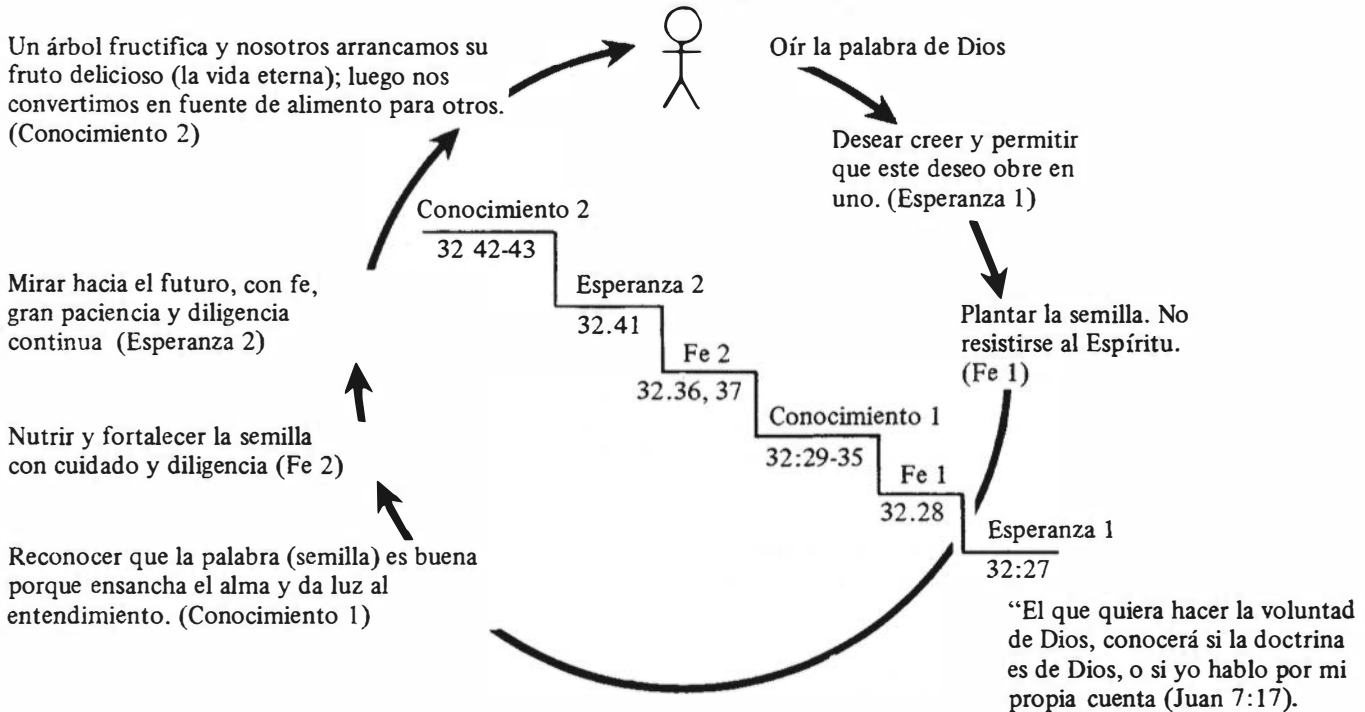 Un árbol fructifica y nosotros arrancamos su
fruto delicioso (la vida eterna); luego nos
convertimos en fuente de alimento para otros.
(Conocimiento 2)
Oír la palabra de Dios
Desear creer y permitir
que este deseo obre en
uno. (Esperanza 1)
Plantar la semilla. No
resistirse al Espíritu.
(Fe 1)
Mirar hacia el futuro, con fe,
gran paciencia y diligencia
continua (Esperanza 2)
Nutrir y fortalecer la semilla
con cuidado y diligencia (Fe 2)
Reconocer que la palabra (semilla) es buena
porque ensancha el alma y da luz al
entendimiento. (Conocimiento 1)
Conocimiento 2
32 42-43
Esperanza 2
32.41
Fe 2
32.36, 37
Conocimiento 1
32:29-35
Fe 1
32.28
Esperanza 1
32:27
“El que quiera hacer la voluntad
de Dios, conocerá si la doctrina
es de Dios, o si yo hablo por mi
propia cuenta (Juan 7:17).